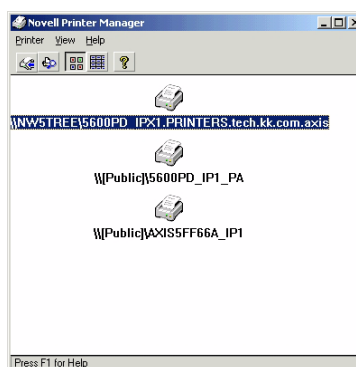 Novell Printer Manager
Printer View Help
\\NW5TREE\5600PD_IPX1.PRINTERS.tech.kk.com.axis
\\[Public]\5600PD_IP1_PA
\\[Public]\AXIS5FF66A_IP1
Press F1 for Help